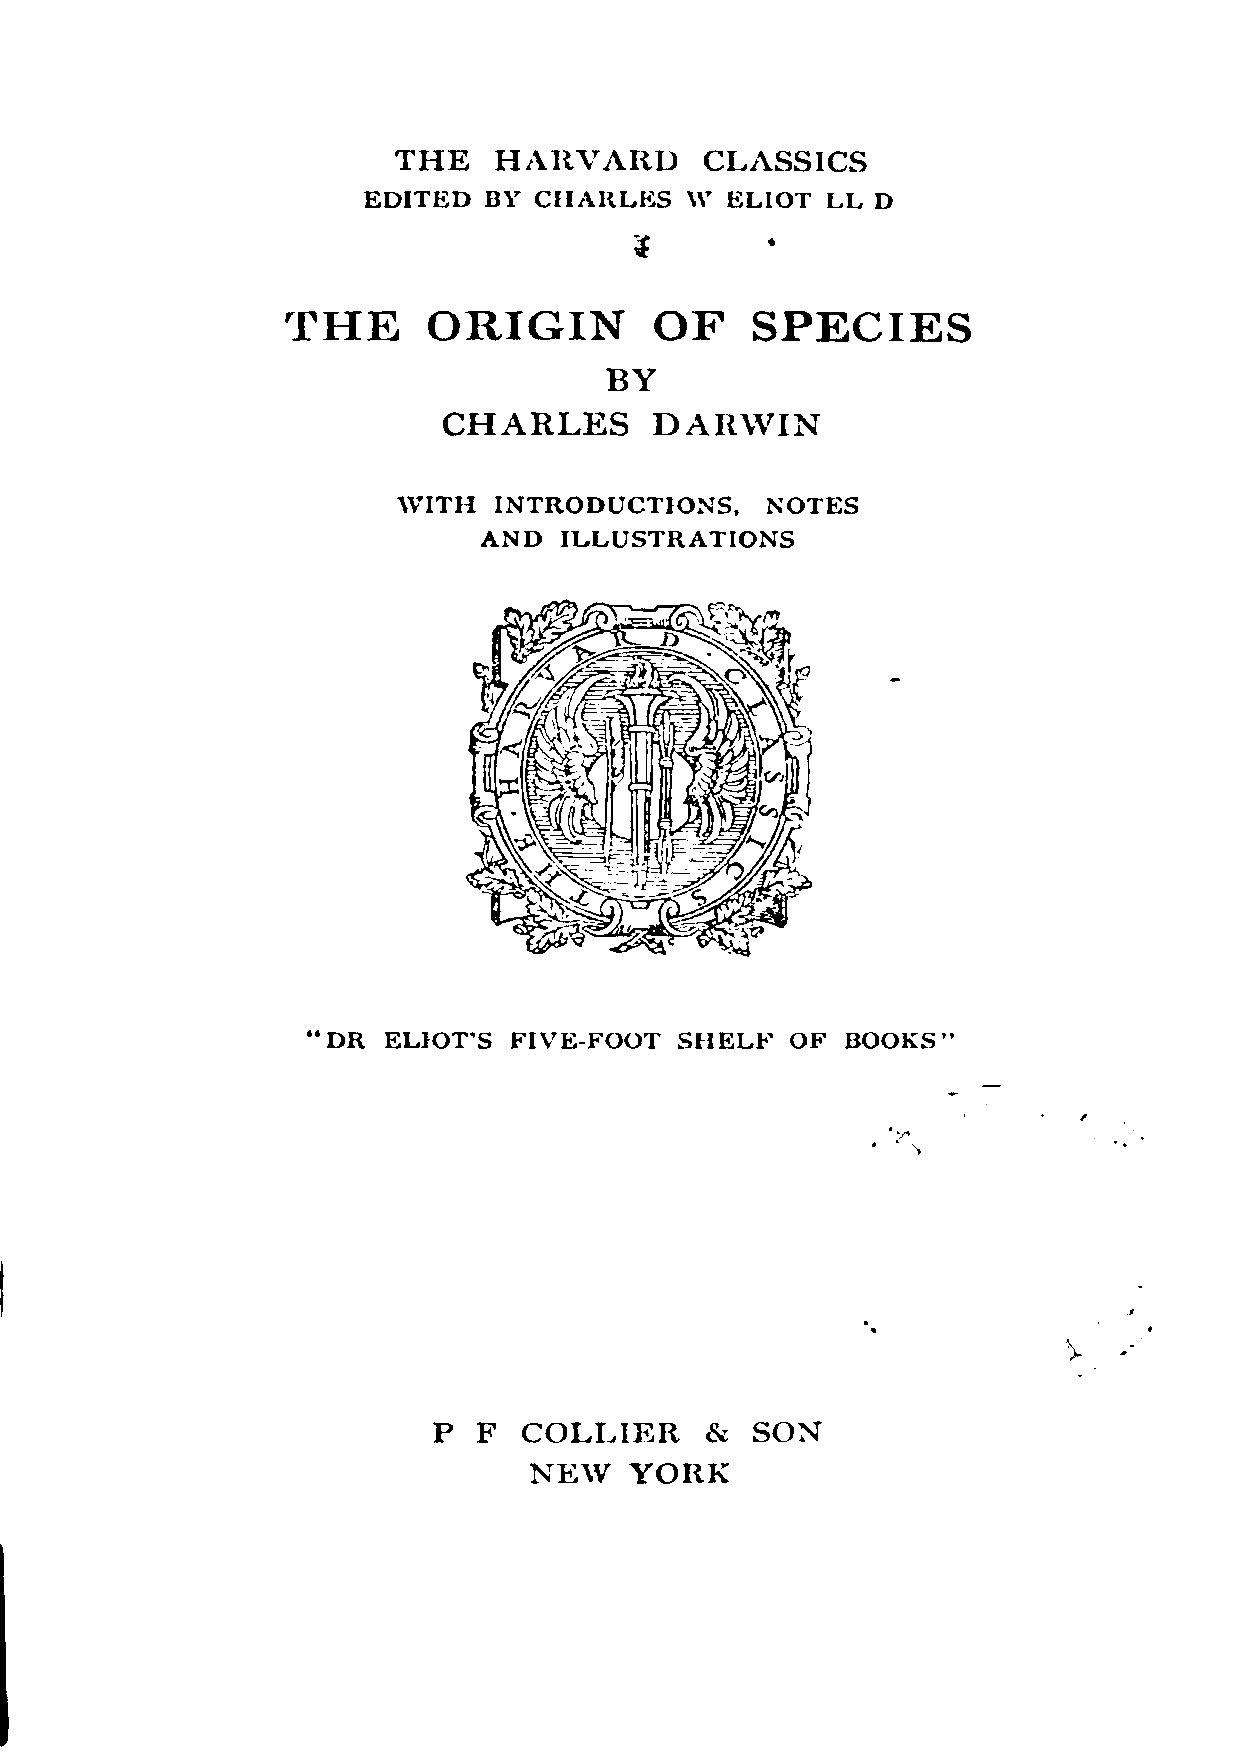 THE HARVARD CLASSICS
EDITED BY CHARLES W ELIOT LL D
THE ORIGIN OF SPECIES
BY
CHARLES DARWIN
WITH INTRODUCTIONS, NOTES
AND ILLUSTRATIONS
THE · HARVARD · CLASSICS
"DR ELIOT'S FIVE-FOOT SHELF OF BOOKS"
P F COLLIER & SON
NEW YORK